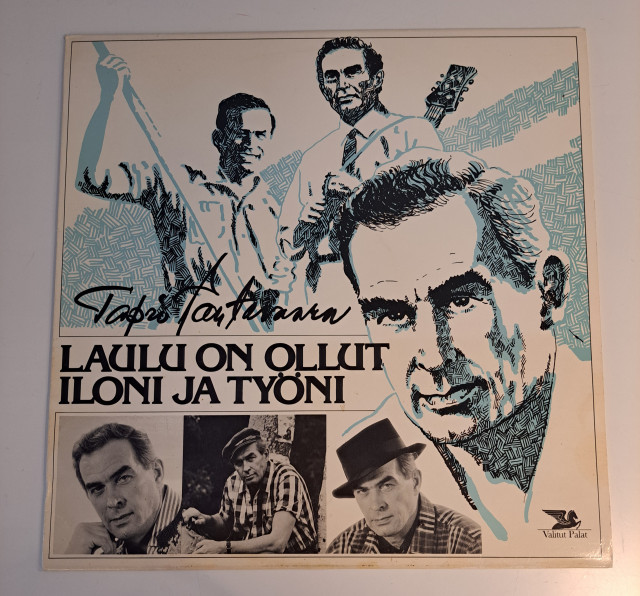 Tapio Rautavaara
LAULU ON OLLUT
ILONI JA TYÖNI
Valitut Palat